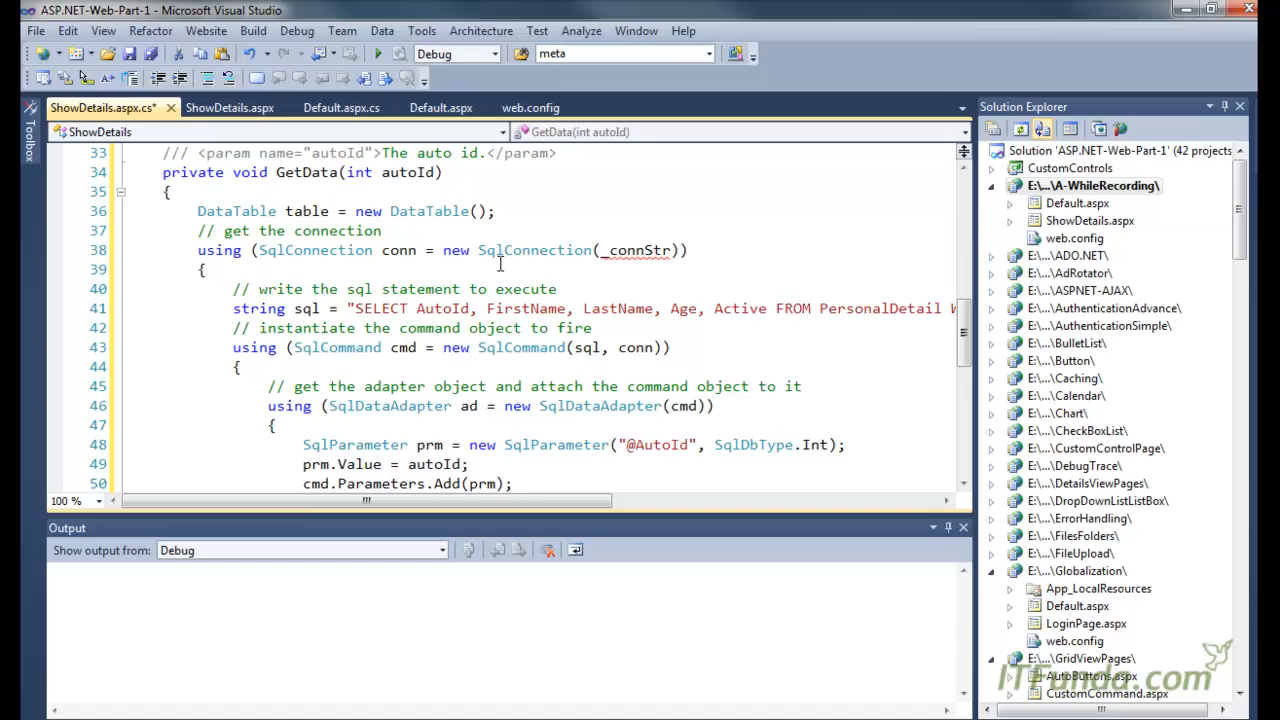 ASP.NET-Web-Part-1 - Microsoft Visual Studio
File Edit View Refactor Website Build Debug Team Data Tools Architecture Test Analyze Window Help
Debug meta
ShowDetails.aspx.cs* ShowDetails.aspx Default.aspx.cs Default.aspx web.config
ShowDetails GetData(int autoId)
Toolbox
33 /// <param name="autoId">The auto id.</param>
34 private void GetData(int autoId)
35 {
36 DataTable table = new DataTable();
37 // get the connection
38 using (SqlConnection conn = new SqlConnection(_connStr))
39 {
40 // write the sql statement to execute
41 string sql = "SELECT AutoId, FirstName, LastName, Age, Active FROM PersonalDetail W
42 // instantiate the command object to fire
43 using (SqlCommand cmd = new SqlCommand(sql, conn))
44 {
45 // get the adapter object and attach the command object to it
46 using (SqlDataAdapter ad = new SqlDataAdapter(cmd))
47 {
48 SqlParameter prm = new SqlParameter("@AutoId", SqlDbType.Int);
49 prm.Value = autoId;
50 cmd.Parameters.Add(prm);
100 %
Output
Show output from: Debug
Solution Explorer
Solution 'ASP.NET-Web-Part-1' (42 projects
CustomControls
E:\...\A-WhileRecording\
Default.aspx
ShowDetails.aspx
web.config
E:\...\ADO.NET\
E:\...\AdRotator\
E:\...\ASPNET-AJAX\
E:\...\AuthenticationAdvance\
E:\...\AuthenticationSimple\
E:\...\BulletList\
E:\...\Button\
E:\...\Caching\
E:\...\Calendar\
E:\...\Chart\
E:\...\CheckBoxList\
E:\...\CustomControlPage\
E:\...\DebugTrace\
E:\...\DetailsViewPages\
E:\...\DropDownListListBox\
E:\...\ErrorHandling\
E:\...\FilesFolders\
E:\...\FileUpload\
E:\...\Globalization\
App_LocalResources
Default.aspx
LoginPage.aspx
web.config
E:\...\GridViewPages\
AutoButtons.aspx
CustomCommand.aspx
ITFunda.com